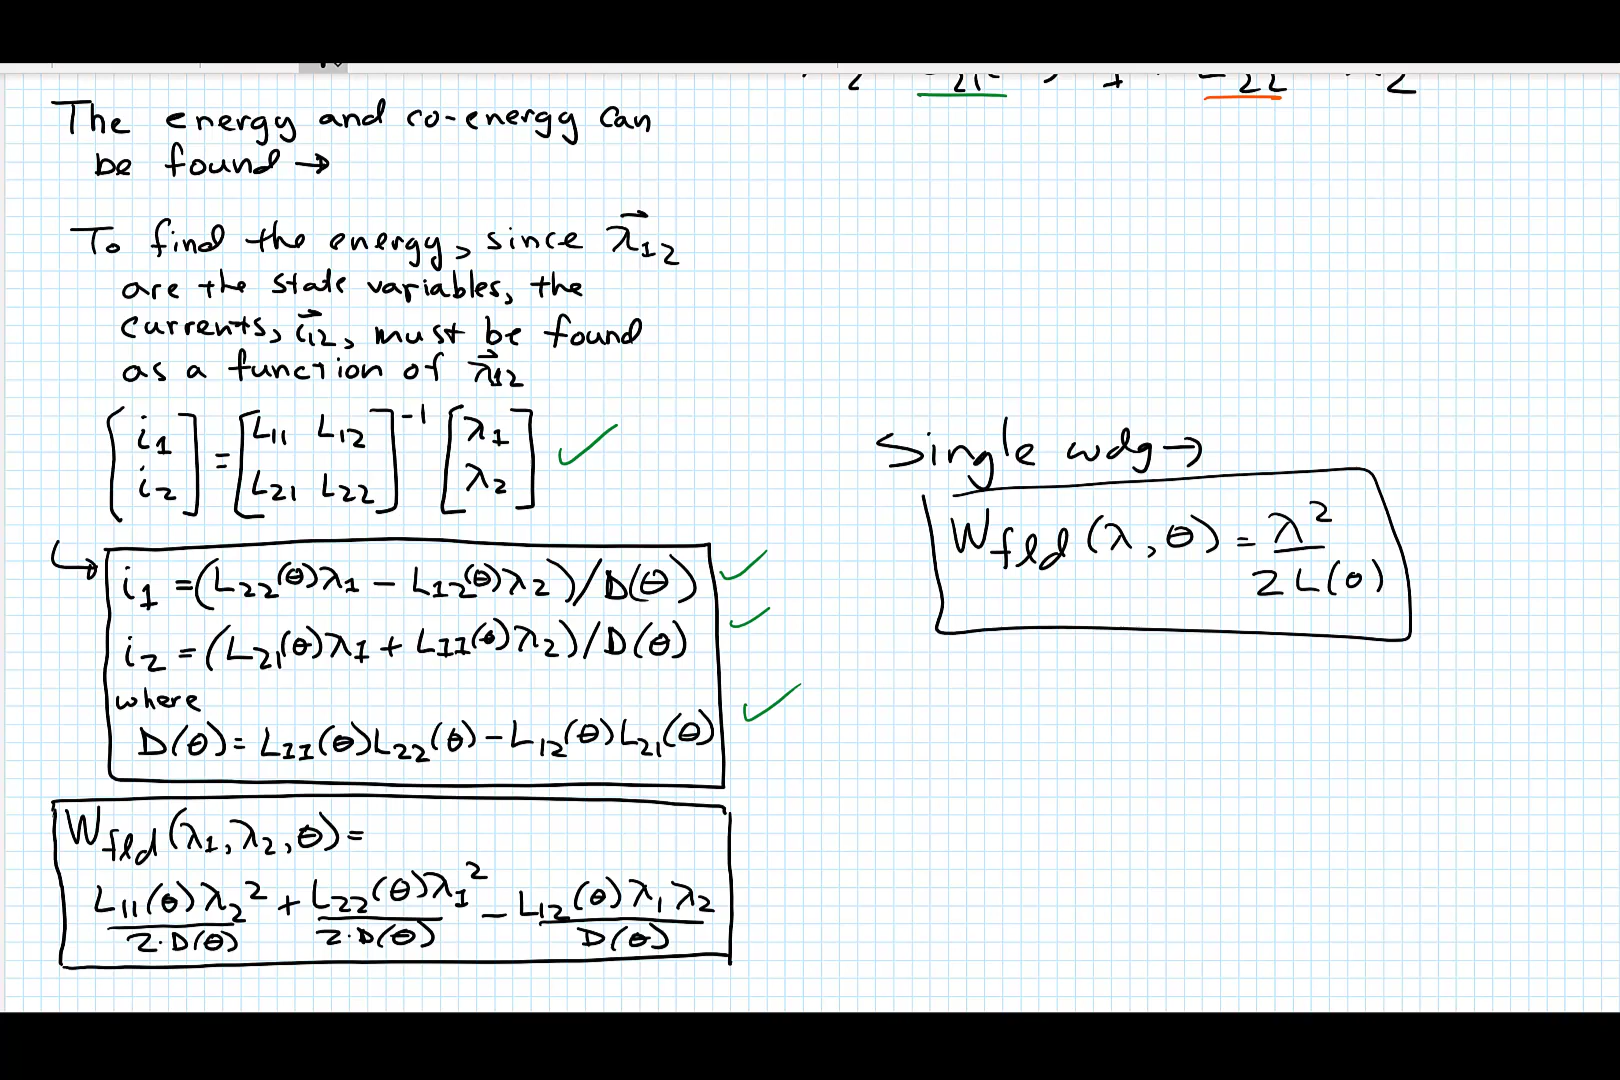 The energy and co-energy can
be found →
To find the energy, since λ⃗12
are the state variables, the
currents, i⃗12, must be found
as a function of λ⃗12
[i1; i2] = [L11 L12; L21 L22]^-1 [λ1; λ2] ✓
↳ i1 = (L22(θ)λ1 − L12(θ)λ2)/D(θ) ✓
i2 = (L21(θ)λ1 + L11(θ)λ2)/D(θ) ✓
where
D(θ) = L11(θ)L22(θ) − L12(θ)L21(θ) ✓
Wfld(λ1, λ2, θ) =
L11(θ)λ2²/(2·D(θ)) + L22(θ)λ1²/(2·D(θ)) − L12(θ)λ1λ2/D(θ)
Single wdg →
Wfld(λ, θ) = λ²/(2L(θ))